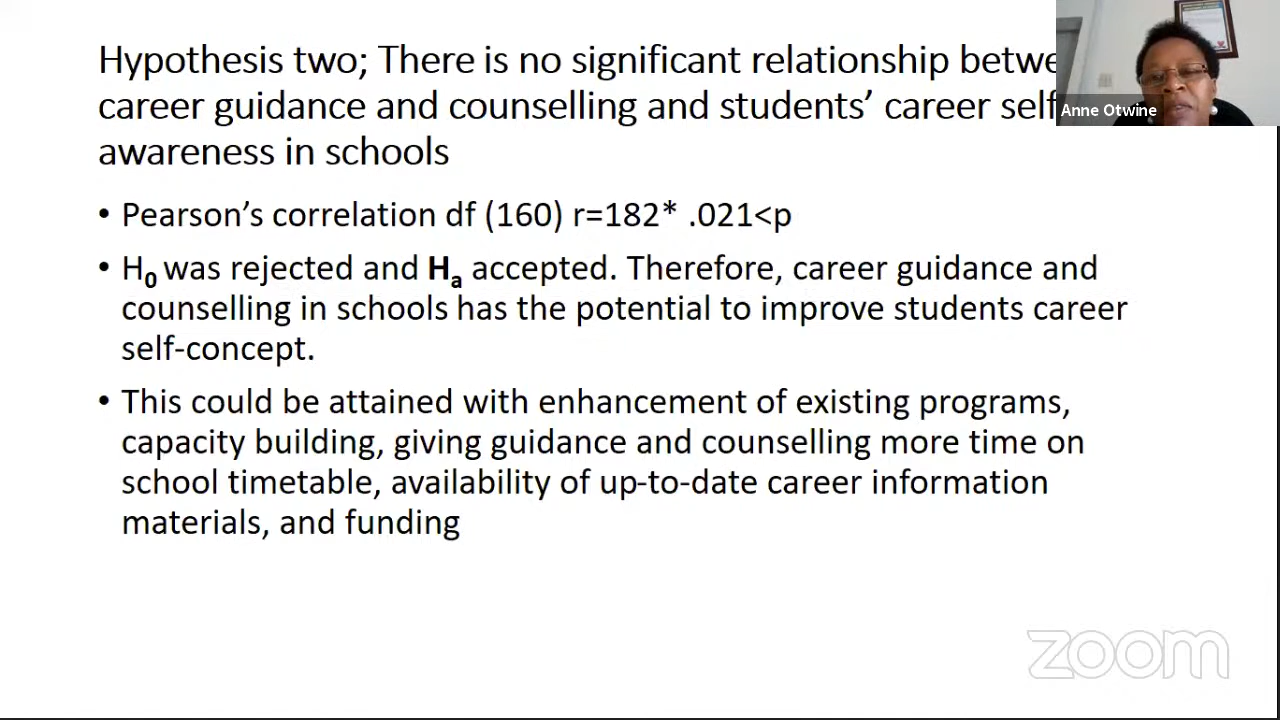 Hypothesis two; There is no significant relationship betwe
career guidance and counselling and students’ career self
awareness in schools
Anne Otwine
• Pearson’s correlation df (160) r=182* .021<p
• H0 was rejected and Ha accepted. Therefore, career guidance and
counselling in schools has the potential to improve students career
self-concept.
• This could be attained with enhancement of existing programs,
capacity building, giving guidance and counselling more time on
school timetable, availability of up-to-date career information
materials, and funding
zoom